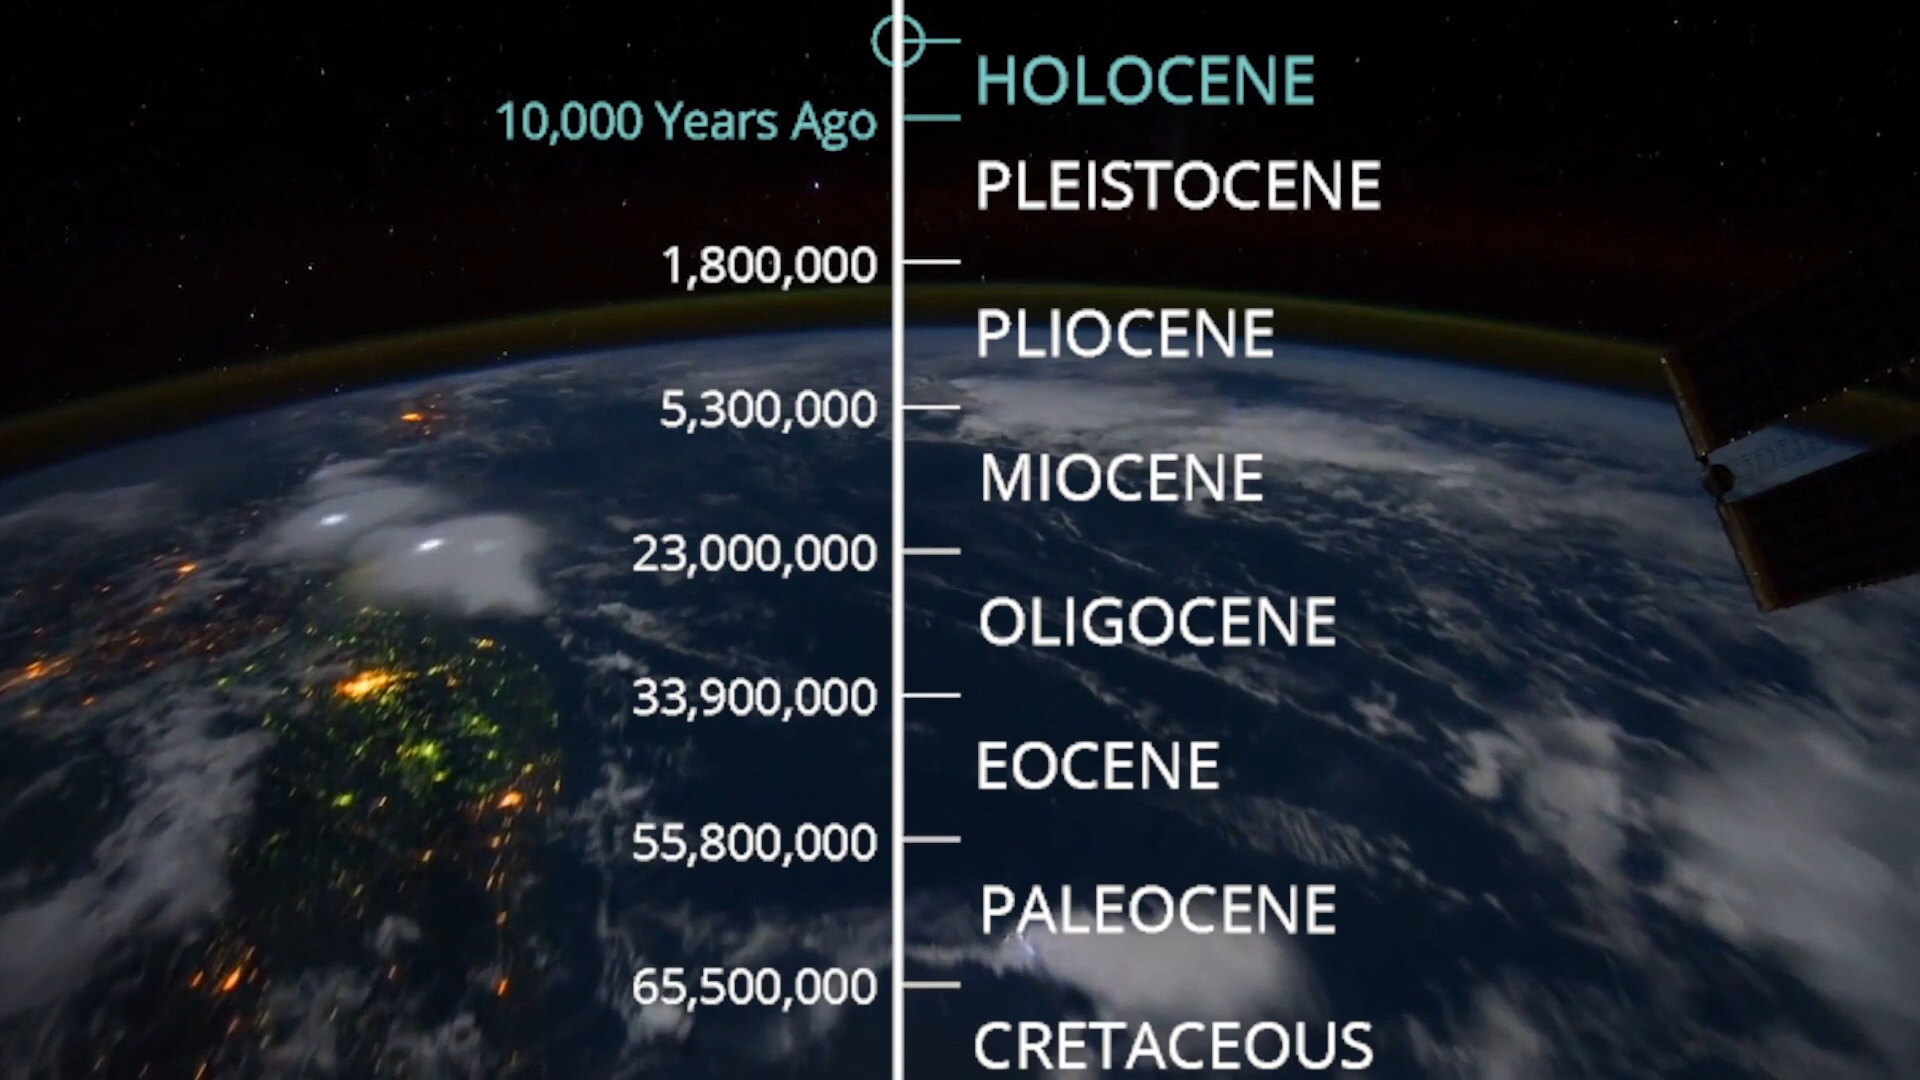 HOLOCENE
10,000 Years Ago
PLEISTOCENE
1,800,000
PLIOCENE
5,300,000
MIOCENE
23,000,000
OLIGOCENE
33,900,000
EOCENE
55,800,000
PALEOCENE
65,500,000
CRETACEOUS